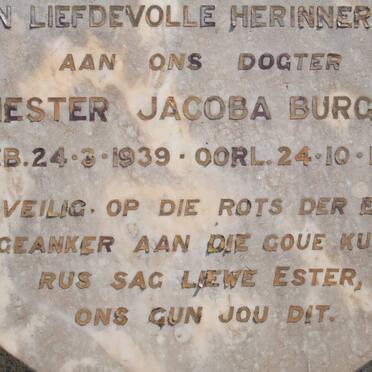 N LIEFDEVOLLE HERINNER
AAN ONS DOGTER
HESTER JACOBA BURG
EB. 24·3·1939 · OORL. 24·10·
VEILIG. OP DIE ROTS DER E
GEANKER AAN DIE GOUE KU
RUS SAG LIEWE ESTER,
ONS GUN JOU DIT.